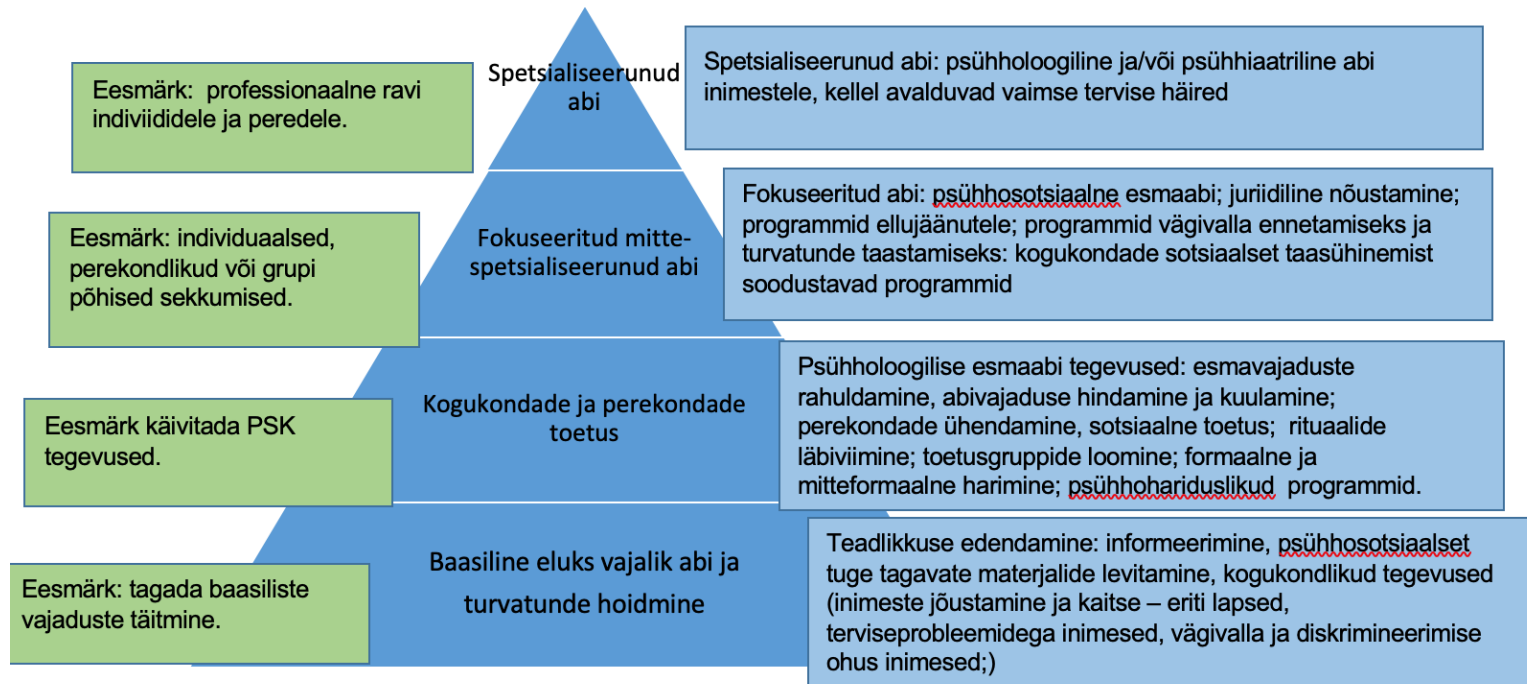 Spetsialiseerunud
abi
Eesmärk:  professionaalne ravi
indiviididele ja peredele.
Spetsialiseerunud abi: psühholoogiline ja/või psühhiaatriline abi
inimestele, kellel avalduvad vaimse tervise häired
Eesmärk: individuaalsed,
perekondlikud või grupi
põhised sekkumised.
Fokuseeritud mitte-
spetsialiseerunud abi
Fokuseeritud abi: psühhosotsiaalne esmaabi; juriidiline nõustamine;
programmid ellujäänutele; programmid vägivalla ennetamiseks ja
turvatunde taastamiseks: kogukondade sotsiaalset taasühinemist
soodustavad programmid
Eesmärk käivitada PSK
tegevused.
Kogukondade ja perekondade
toetus
Psühholoogilise esmaabi tegevused: esmavajaduste
rahuldamine, abivajaduse hindamine ja kuulamine;
perekondade ühendamine, sotsiaalne toetus;  rituaalide
läbiviimine; toetusgruppide loomine; formaalne ja
mitteformaalne harimine; psühhohariduslikud  programmid.
Eesmärk: tagada baasiliste
vajaduste täitmine.
Baasiline eluks vajalik abi ja
turvatunde hoidmine
Teadlikkuse edendamine: informeerimine, psühhosotsiaalset
tuge tagavate materjalide levitamine, kogukondlikud tegevused
(inimeste jõustamine ja kaitse – eriti lapsed,
terviseprobleemidega inimesed, vägivalla ja diskrimineerimise
ohus inimesed;)